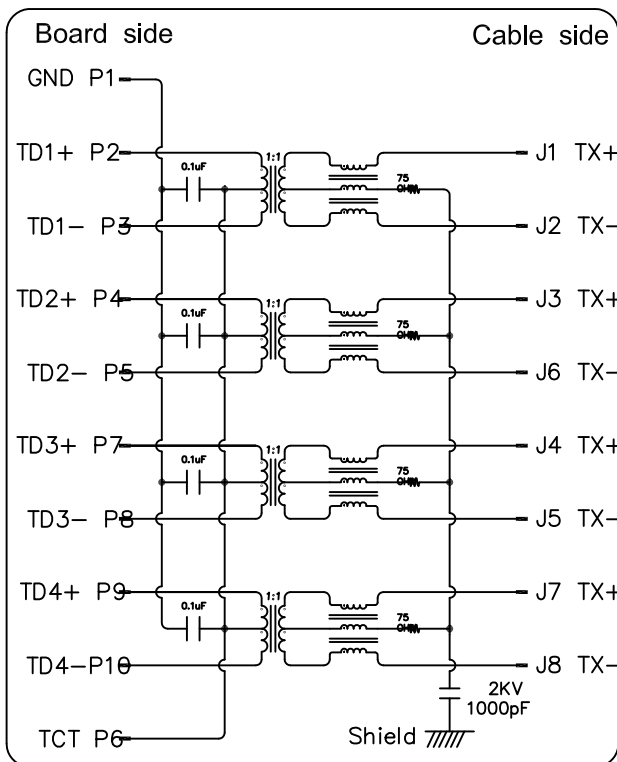 Board side Cable side
GND P1
TD1+ P2 1:1 J1 TX+
0.1uF 75
OHM
TD1- P3 J2 TX-
TD2+ P4 1:1 J3 TX+
0.1uF 75
OHM
TD2- P5 J6 TX-
TD3+ P7 1:1 J4 TX+
0.1uF 75
OHM
TD3- P8 J5 TX-
TD4+ P9 1:1 J7 TX+
0.1uF 75
OHM
TD4-P10 J8 TX-
2KV
1000pF
TCT P6 Shield